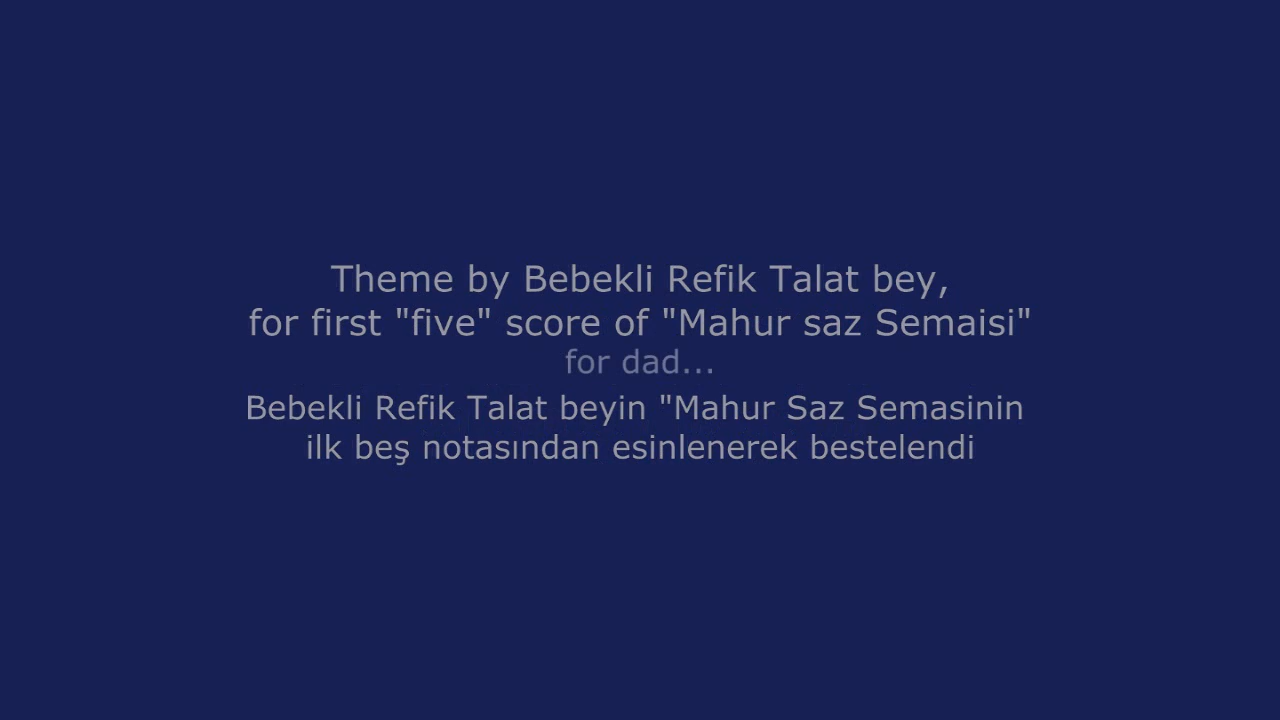 Theme by Bebekli Refik Talat bey,
for first "five" score of "Mahur saz Semaisi"
for dad...
Bebekli Refik Talat beyin "Mahur Saz Semasinin
ilk beş notasından esinlenerek bestelendi